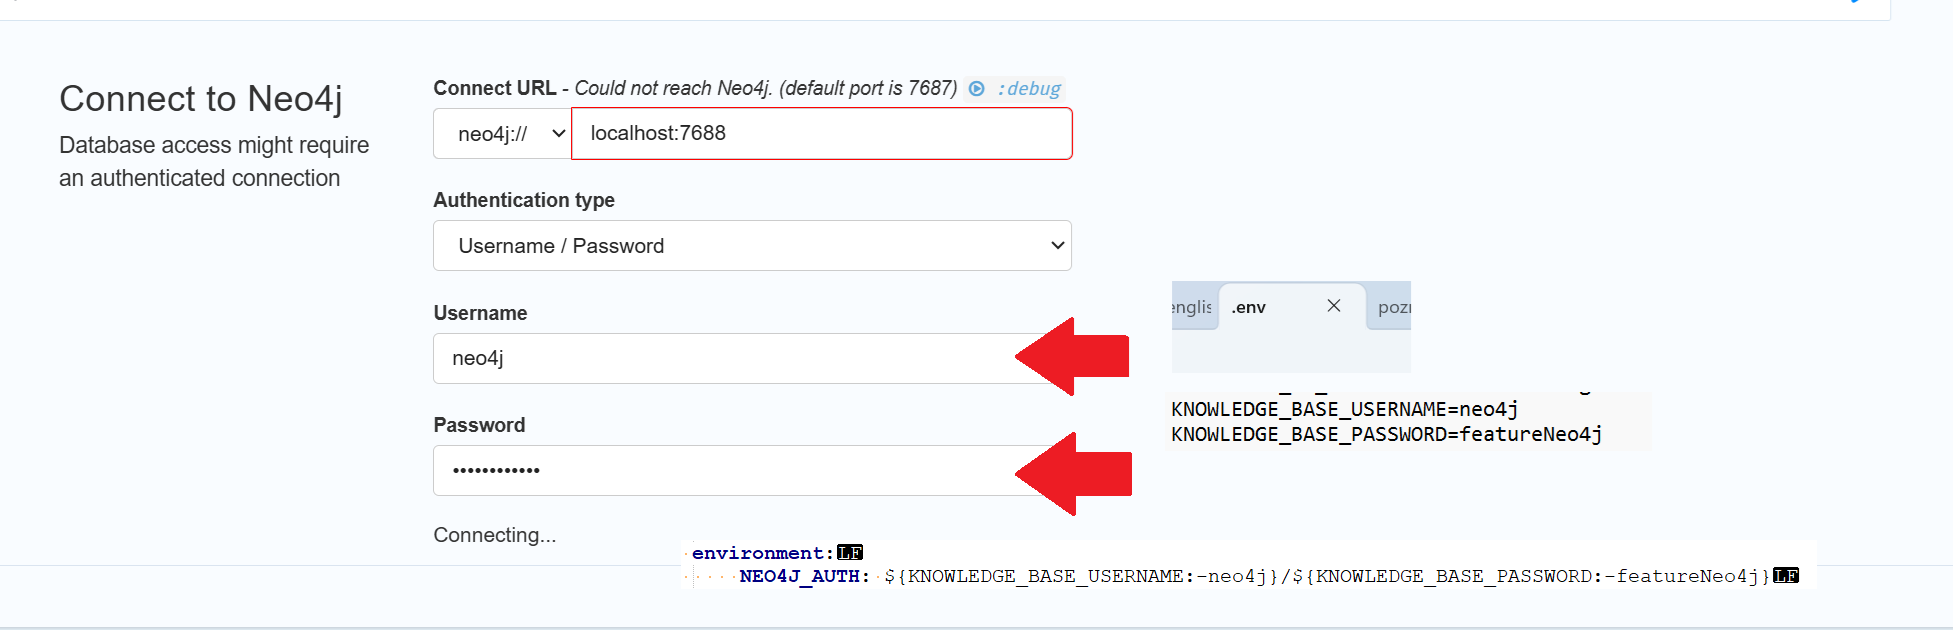 Connect to Neo4j
Database access might require
an authenticated connection
Connect URL - Could not reach Neo4j. (default port is 7687) :debug
neo4j:// localhost:7688
Authentication type
Username / Password
Username
neo4j
Password
••••••••••••
Connecting...
englis .env
KNOWLEDGE_BASE_USERNAME=neo4j
KNOWLEDGE_BASE_PASSWORD=featureNeo4j
environment:LF
NEO4J_AUTH: ${KNOWLEDGE_BASE_USERNAME:-neo4j}/${KNOWLEDGE_BASE_PASSWORD:-featureNeo4j}LF